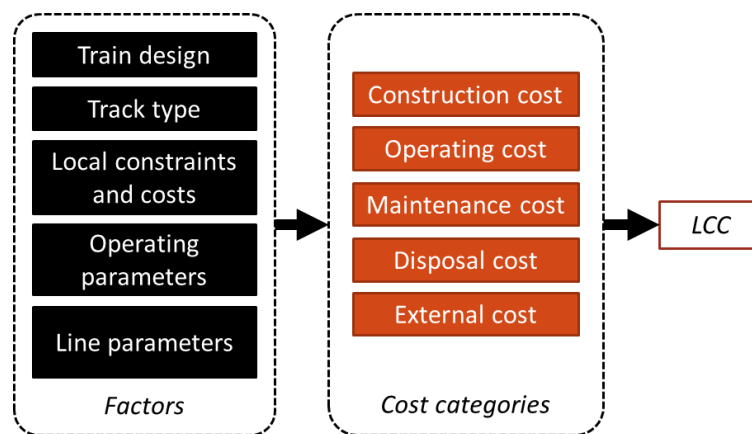 Train design
Track type
Local constraints
and costs
Operating
parameters
Line parameters
Factors
Construction cost
Operating cost
Maintenance cost
Disposal cost
External cost
Cost categories
LCC